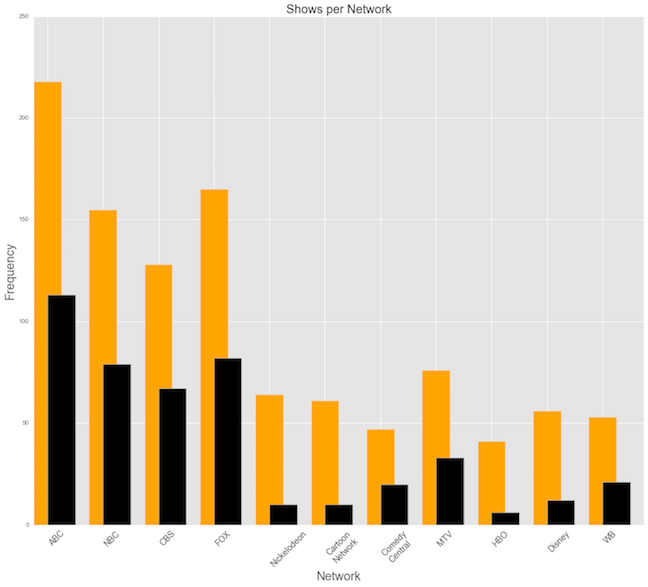 Shows per Network
250
200
150
100
50
0
Frequency
ABC
NBC
CBS
FOX
Nickelodeon
Cartoon
Network
Comedy
Central
MTV
HBO
Disney
WB
Network